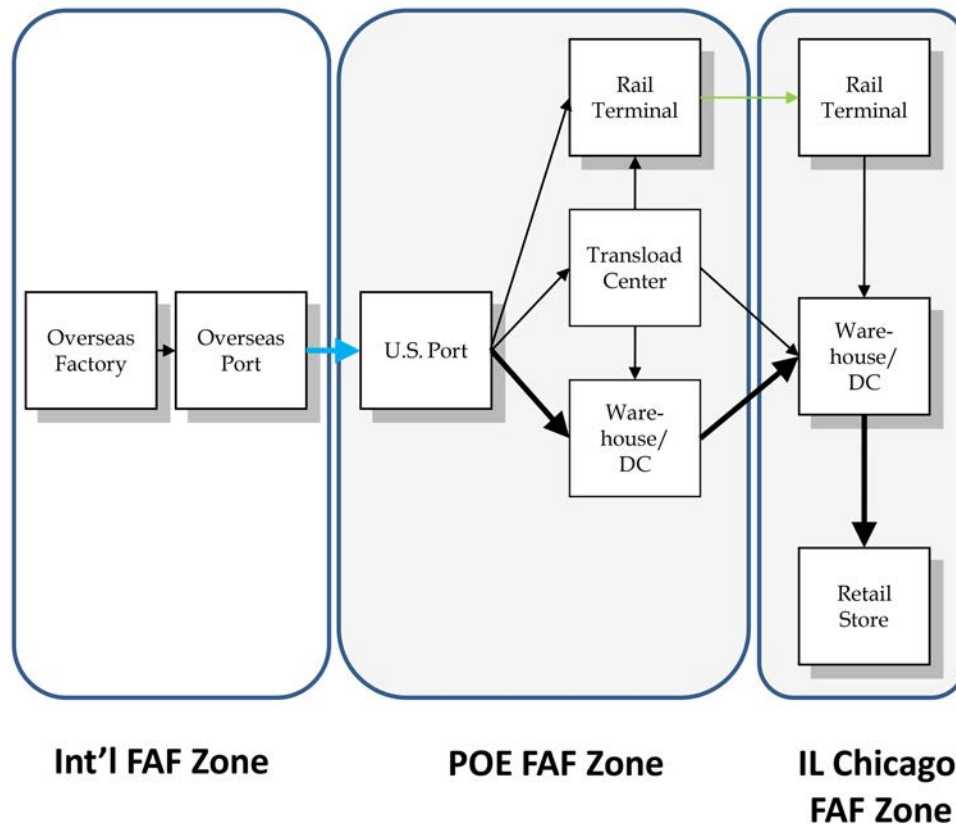 Overseas
Factory
Overseas
Port
U.S. Port
Rail
Terminal
Transload
Center
Ware-
house/
DC
Rail
Terminal
Ware-
house/
DC
Retail
Store
Int'l FAF Zone
POE FAF Zone
IL Chicago
FAF Zone